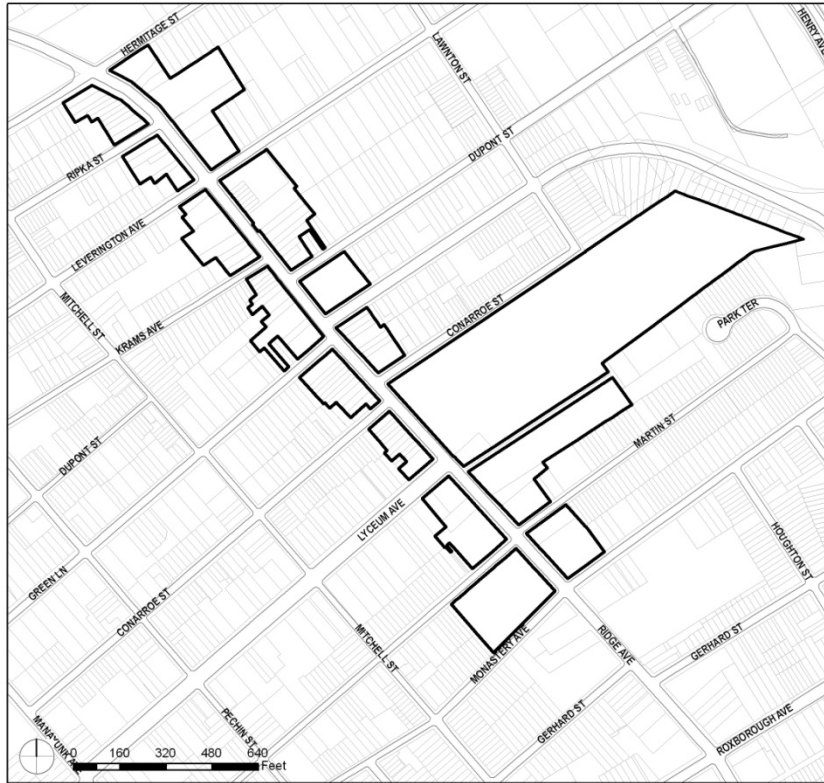 HERMITAGE ST
LAWNTON ST
HENRY AVE
DUPONT ST
RIPKA ST
LEVERINGTON AVE
MITCHELL ST
KRAMS AVE
CONARROE ST
PARK TER
MARTIN ST
DUPONT ST
LYCEUM AVE
HOUGHTON ST
GREEN LN
CONARROE ST
MITCHELL ST
MONASTERY AVE
RIDGE AVE
GERHARD ST
PECHIN ST
GERHARD ST
ROXBOROUGH AVE
MANAYUNK AVE
0 160 320 480 640
Feet